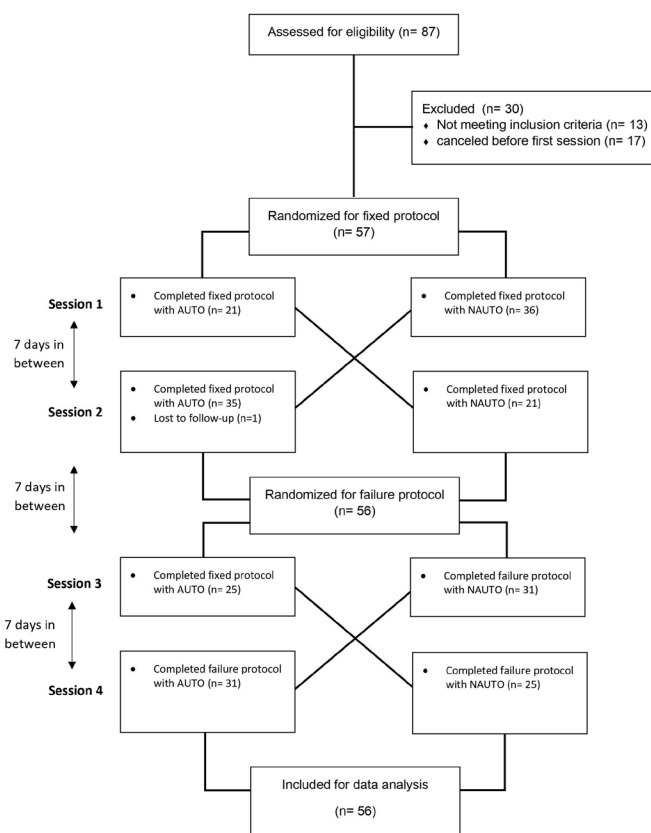 Assessed for eligibility (n= 87)
Excluded (n= 30)
♦ Not meeting inclusion criteria (n= 13)
♦ canceled before first session (n= 17)
Randomized for fixed protocol
(n= 57)
Session 1
• Completed fixed protocol
with AUTO (n= 21)
• Completed fixed protocol
with NAUTO (n= 36)
7 days in
between
Session 2
• Completed fixed protocol
with AUTO (n= 35)
• Lost to follow-up (n=1)
• Completed fixed protocol
with NAUTO (n= 21)
7 days in
between
Randomized for failure protocol
(n= 56)
Session 3
• Completed fixed protocol
with AUTO (n= 25)
• Completed failure protocol
with NAUTO (n= 31)
7 days in
between
Session 4
• Completed failure protocol
with AUTO (n= 31)
• Completed failure protocol
with NAUTO (n= 25)
Included for data analysis
(n= 56)